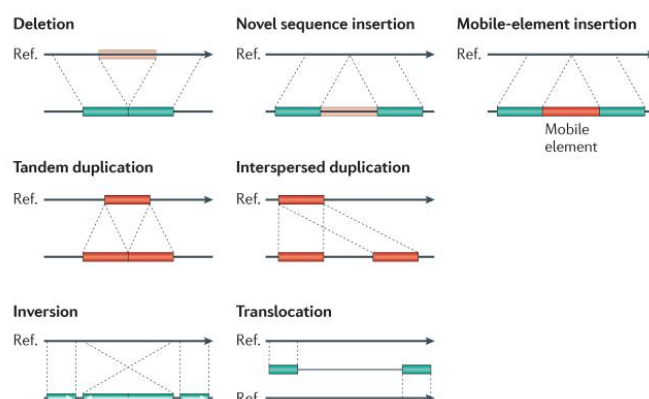 Deletion
Ref.
Novel sequence insertion
Ref.
Mobile-element insertion
Ref.
Mobile
element
Tandem duplication
Ref.
Interspersed duplication
Ref.
Inversion
Ref.
Translocation
Ref.
Ref.